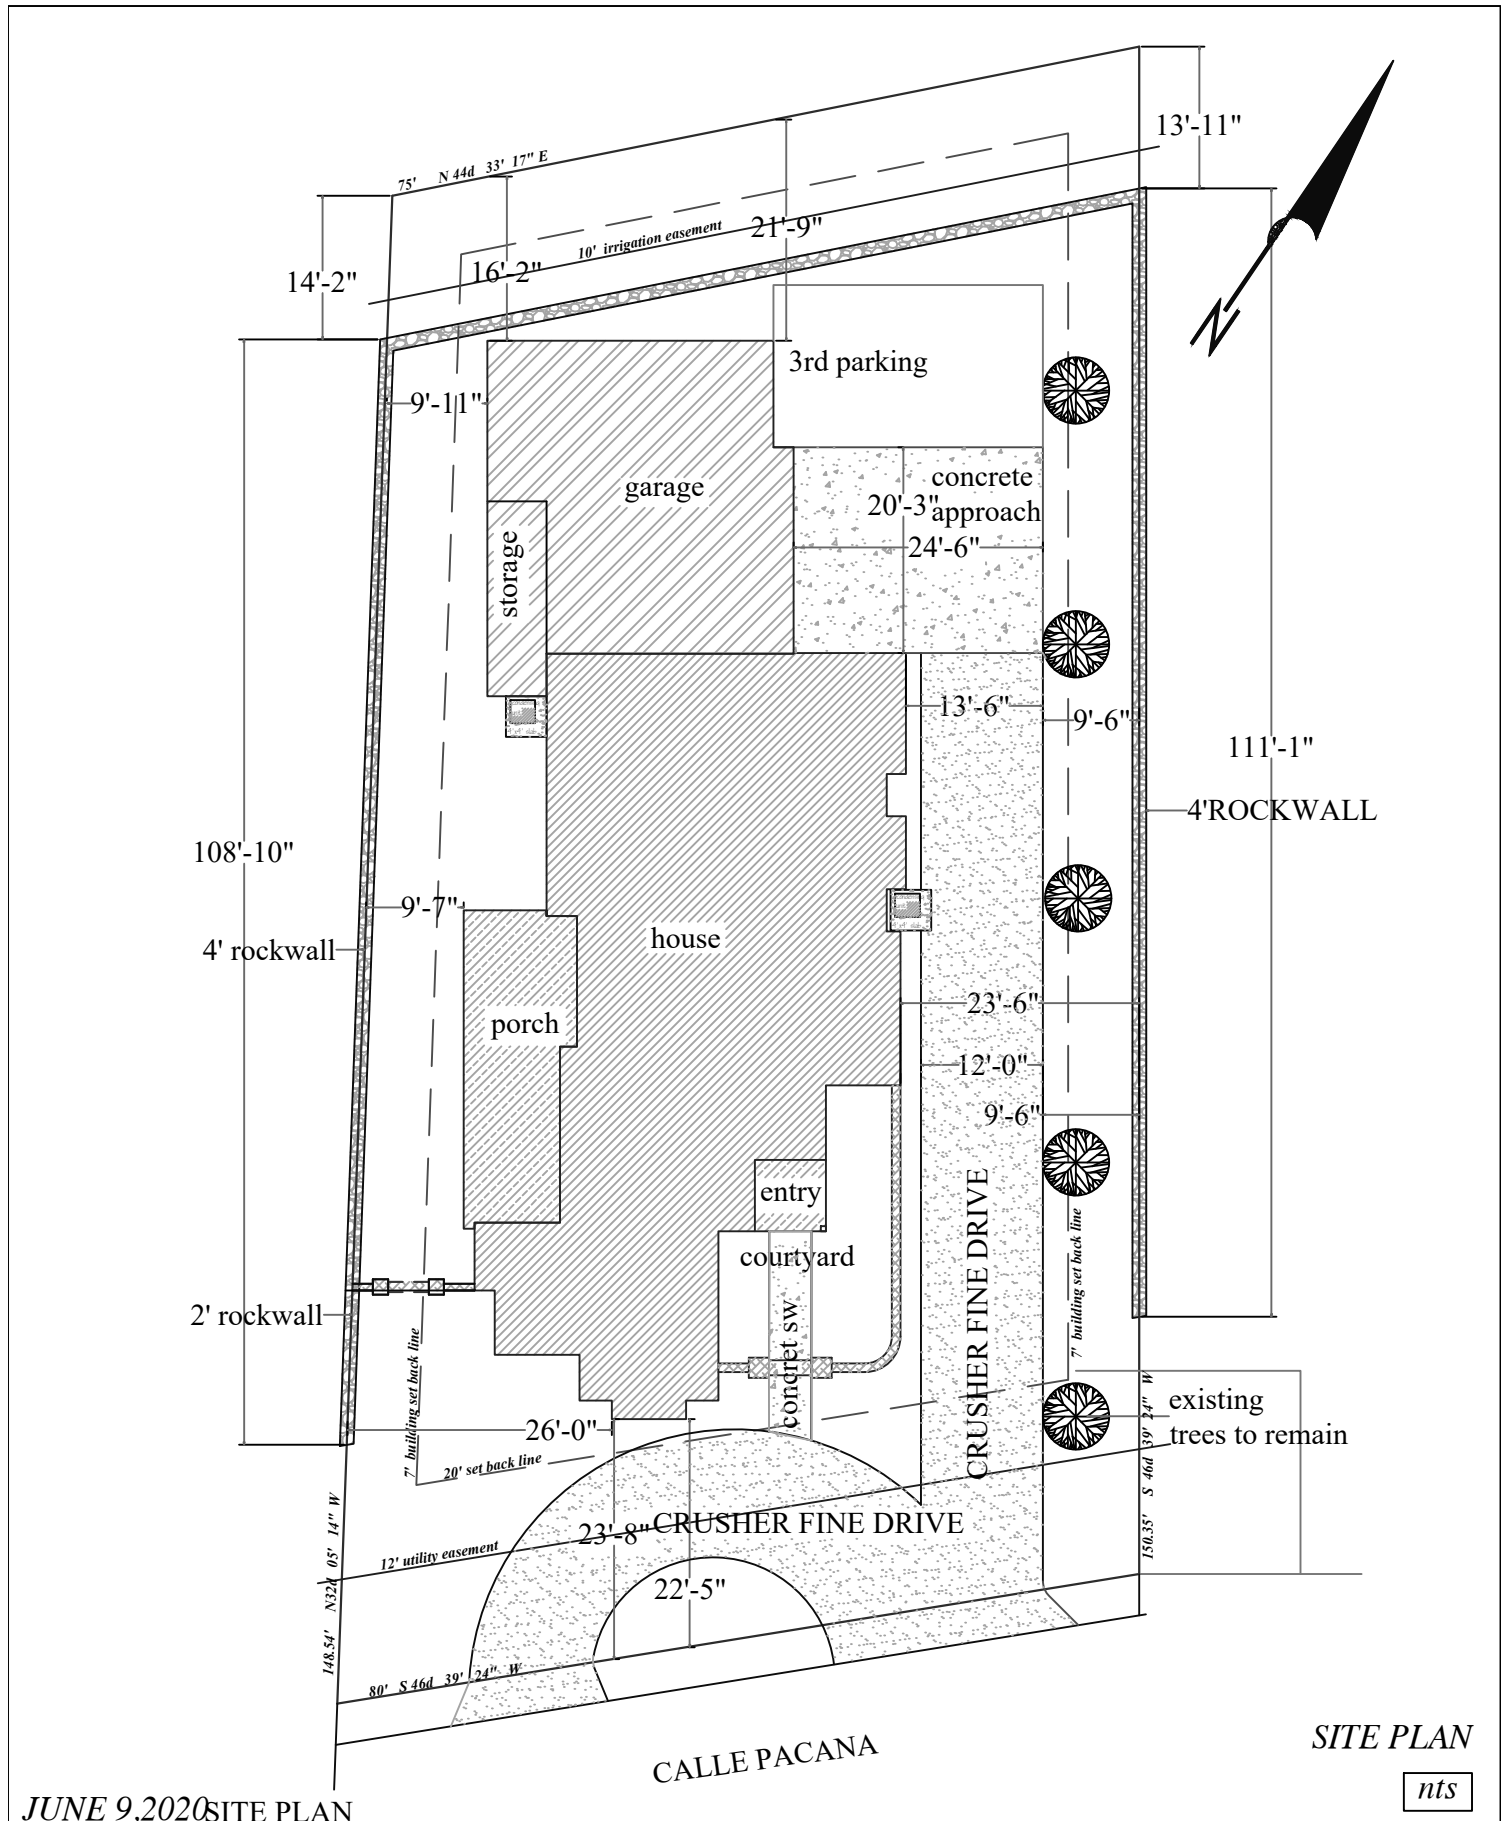 13'-11"
75' N 44d 33' 17" E
10' irrigation easement
21'-9"
16'-2"
14'-2"
N
3rd parking
9'-11"
garage
concrete
approach
20'-3"
24'-6"
storage
13'-6"
9'-6"
111'-1"
4'ROCKWALL
108'-10"
9'-7"
4' rockwall
house
porch
23'-6"
12'-0"
9'-6"
entry
courtyard
concret sw
CRUSHER FINE DRIVE
7' building set back line
2' rockwall
7' building set back line
26'-0"
20' set back line
existing
trees to remain
150.35' S 46d 39' 24" W
23'-8"
CRUSHER FINE DRIVE
12' utility easement
22'-5"
148.54' N32d 05' 14" W
80' S 46d 39' 24" W
CALLE PACANA
SITE PLAN
nts
JUNE 9,2020
SITE PLAN